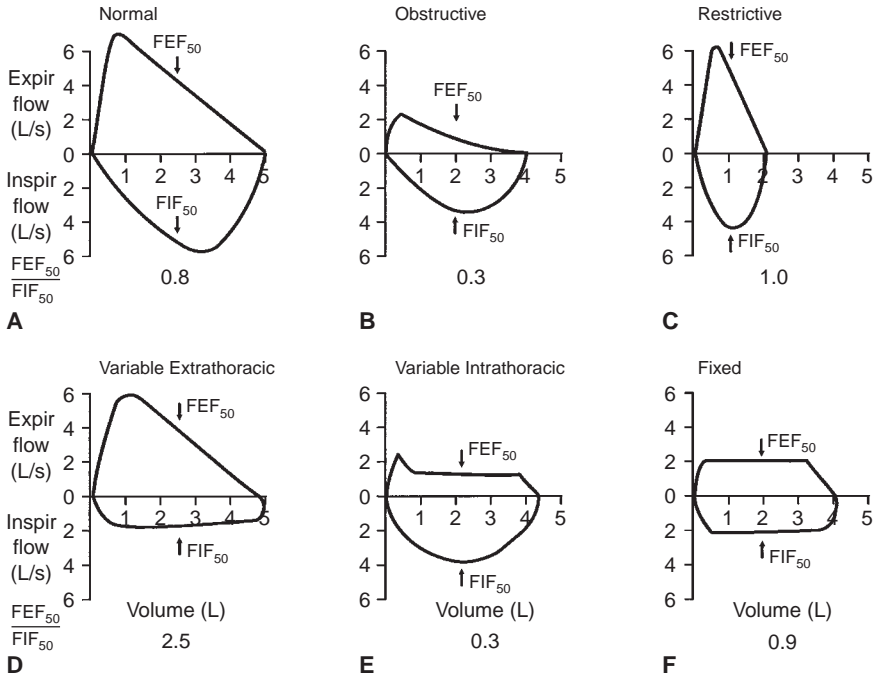 Normal
Obstructive
Restrictive
6
4
2
0
2
4
6
Expir
flow
(L/s)
Inspir
flow
(L/s)
1 2 3 4 5
FEF50
FIF50
FEF50
FIF50
0.8
A
6
4
2
0
2
4
6
1 2 3 4 5
FEF50
FIF50
0.3
B
6
4
2
0
2
4
6
1 2 3 4 5
FEF50
FIF50
1.0
C
Variable Extrathoracic
Variable Intrathoracic
Fixed
6
4
2
0
2
4
6
Expir
flow
(L/s)
Inspir
flow
(L/s)
1 2 3 4 5
FEF50
FIF50
FEF50
FIF50
Volume (L)
2.5
D
6
4
2
0
2
4
6
1 2 3 4 5
FEF50
FIF50
Volume (L)
0.3
E
6
4
2
0
2
4
6
1 2 3 4 5
FEF50
FIF50
Volume (L)
0.9
F